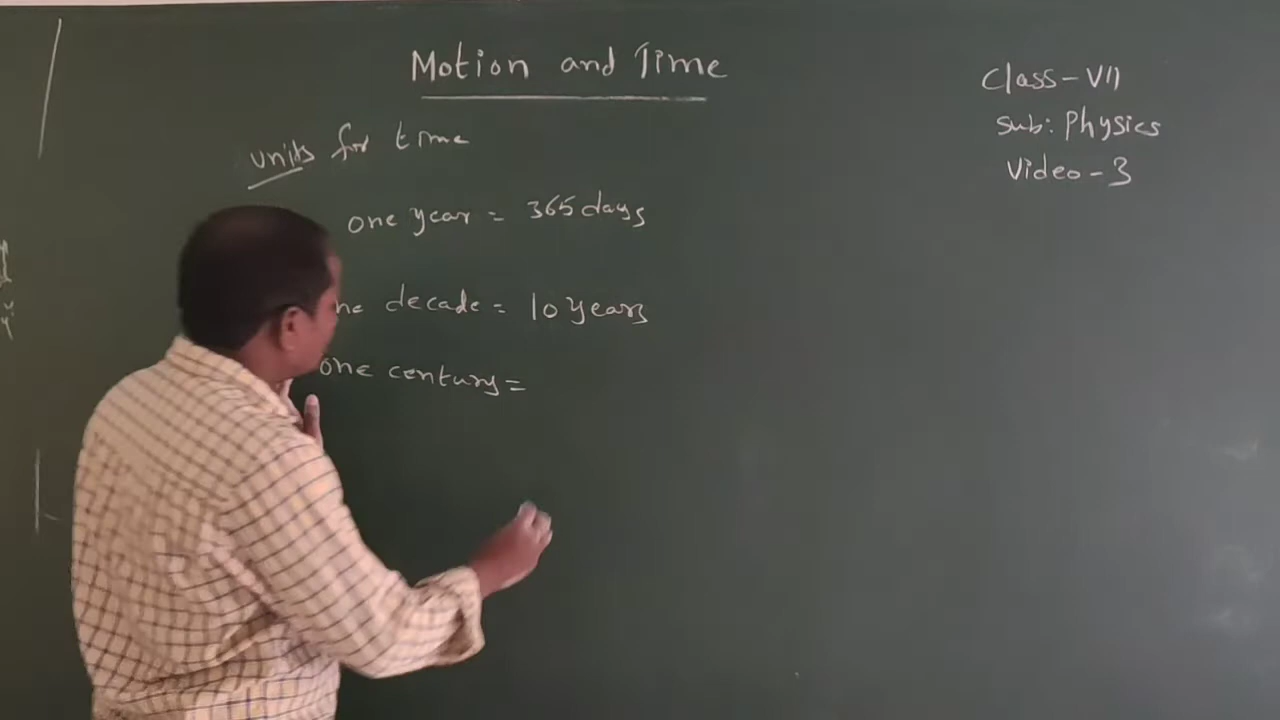 Motion and Time
Class-VII
Sub: Physics
Video-3
units for time
one year = 365 days
decade = 10 years
one century =